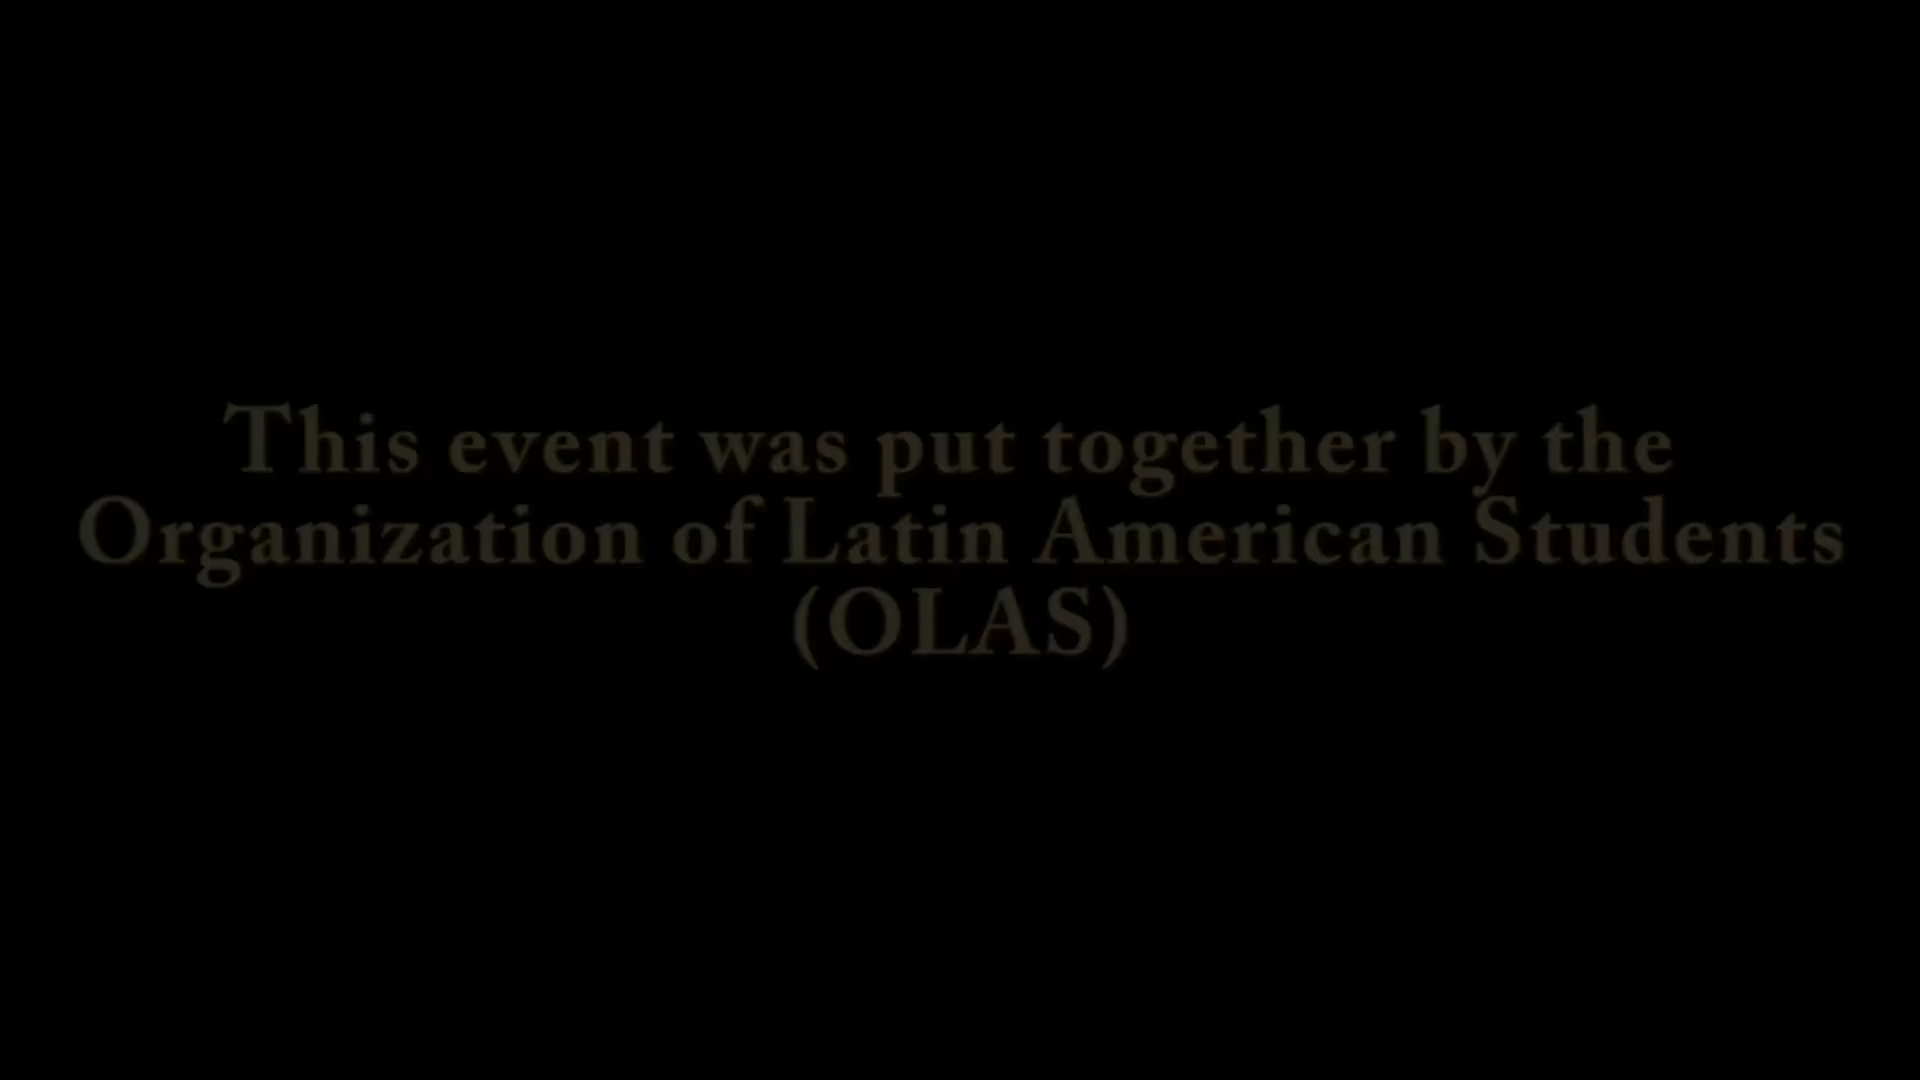 This event was put together by the
Organization of Latin American Students
(OLAS)